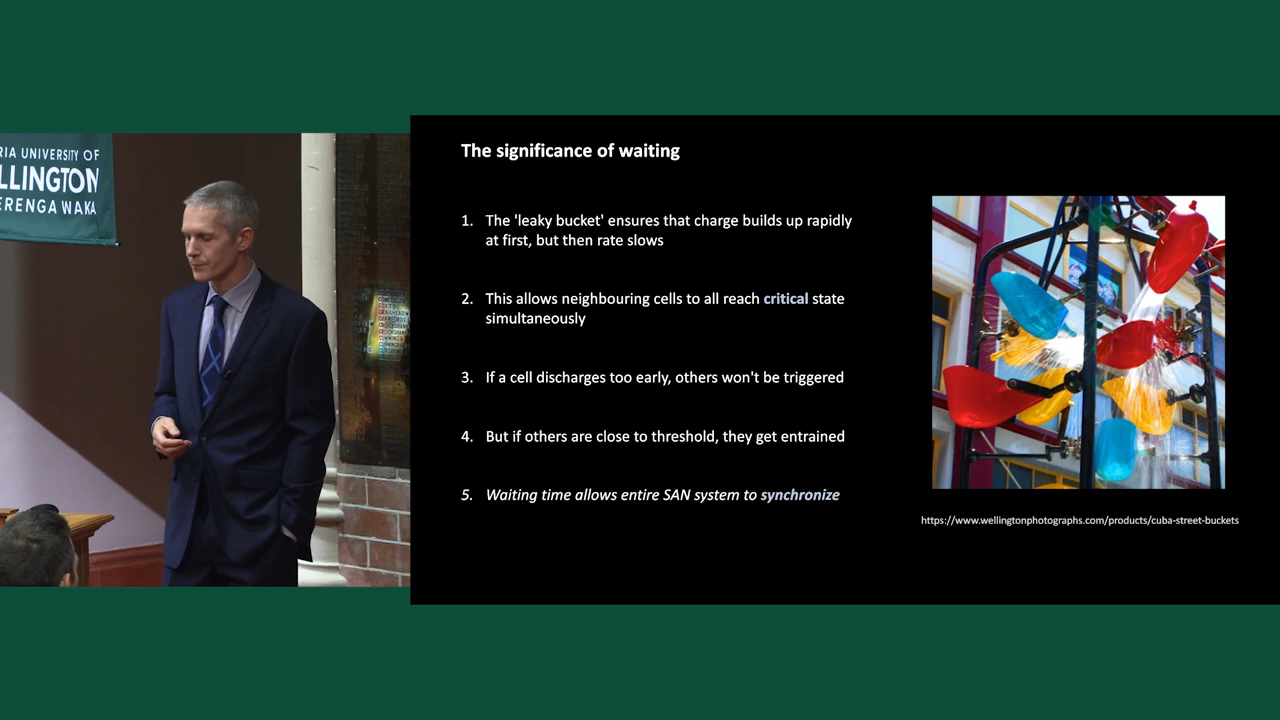 RIA UNIVERSITY OF
LLINGTON
ERENGA WAKA
The significance of waiting
1. The 'leaky bucket' ensures that charge builds up rapidly
at first, but then rate slows
2. This allows neighbouring cells to all reach critical state
simultaneously
3. If a cell discharges too early, others won't be triggered
4. But if others are close to threshold, they get entrained
5. Waiting time allows entire SAN system to synchronize
https://www.wellingtonphotographs.com/products/cuba-street-buckets